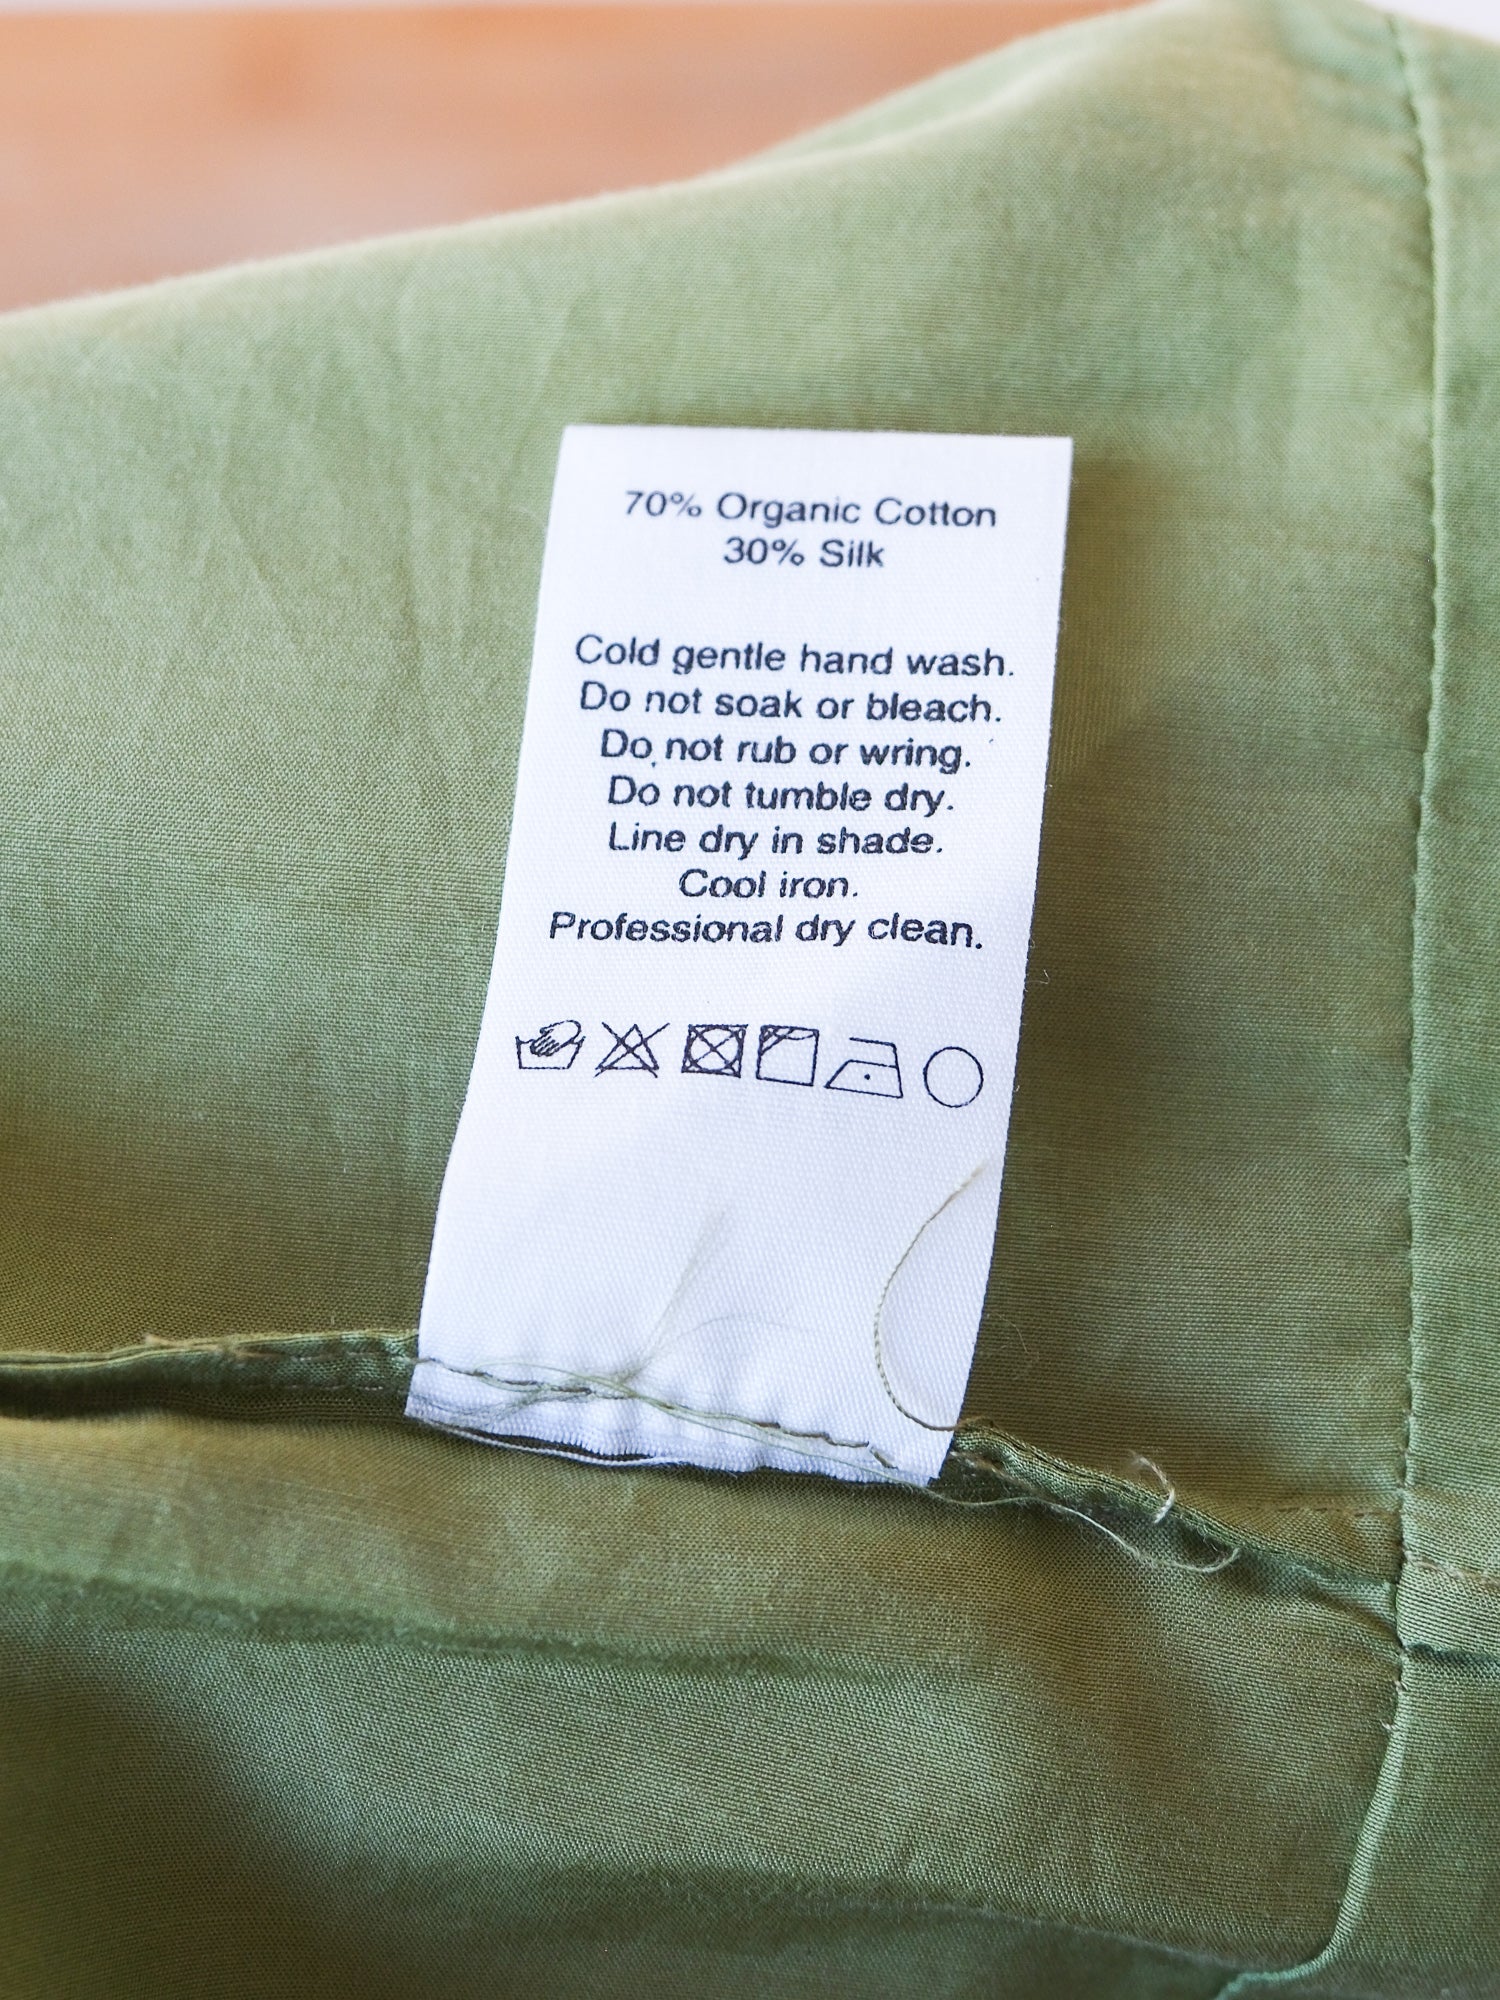 70% Organic Cotton
30% Silk
Cold gentle hand wash.
Do not soak or bleach.
Do not rub or wring.
Do not tumble dry.
Line dry in shade.
Cool iron.
Professional dry clean.